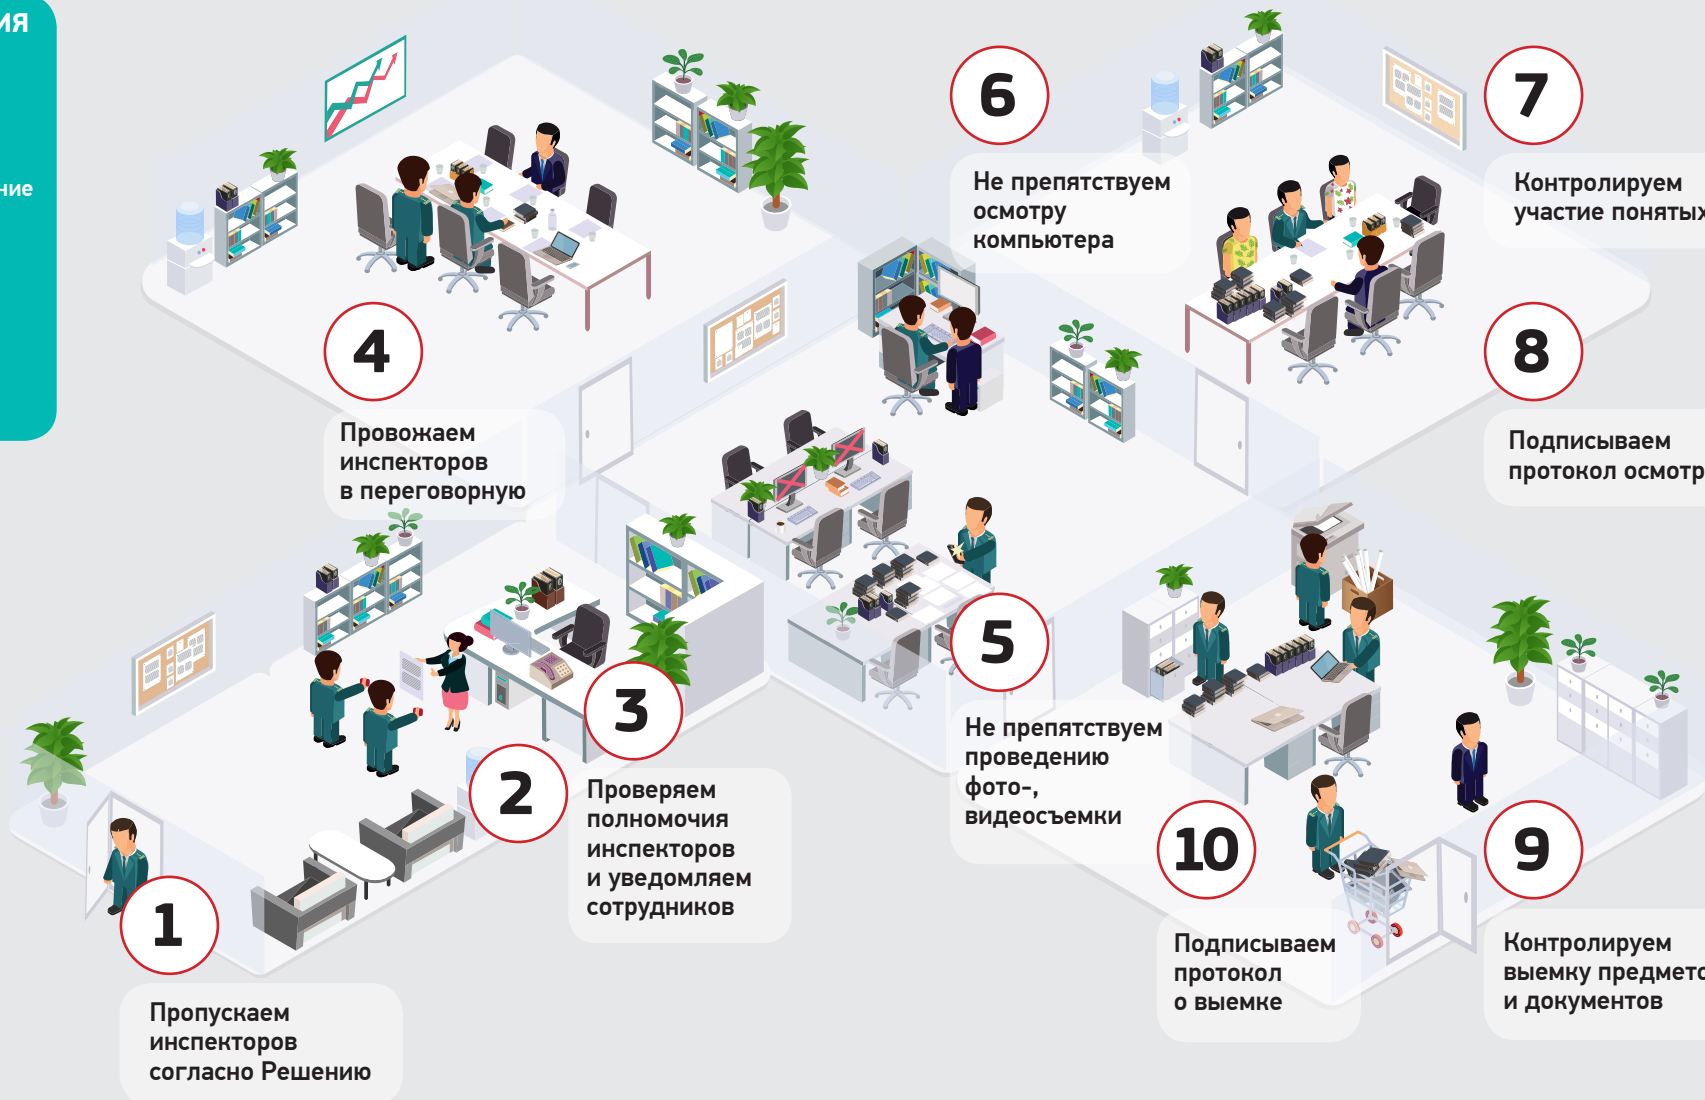 1
Пропускаем
инспекторов
согласно Решению
2
3
Проверяем
полномочия
инспекторов
и уведомляем
сотрудников
4
Провожаем
инспекторов
в переговорную
5
Не препятствуем
проведению
фото-,
видеосъемки
6
Не препятствуем
осмотру
компьютера
7
Контролируем
участие понятых
8
Подписываем
протокол осмотр
9
Контролируем
выемку предмето
и документов
10
Подписываем
протокол
о выемке